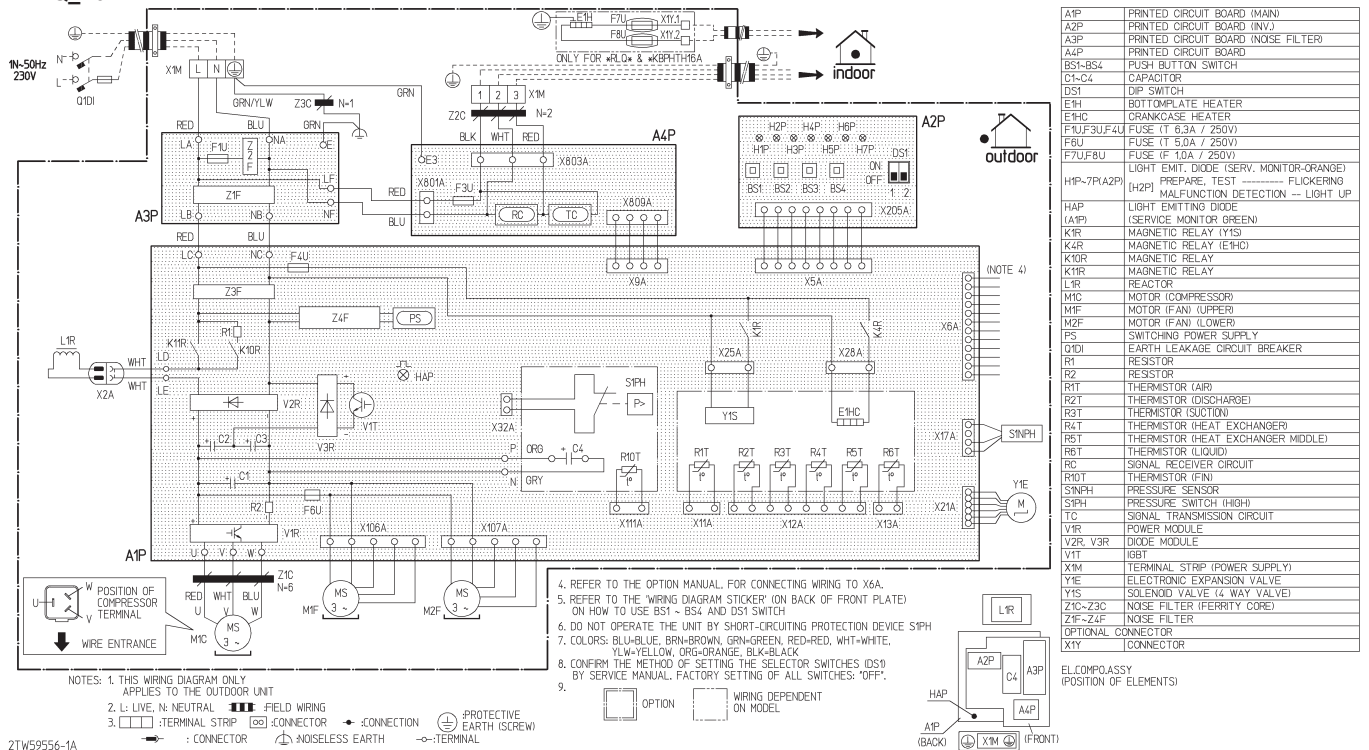 1N~50Hz
230V
N
L
Q1DI
X1M
L N
GRN/YLW
Z3C
N=1
GRN
GRN
E1H
F7U
X1Y.1
F8U
X1Y.2
ONLY FOR *RLQ* & *KBPHTH16A
indoor
1 2 3
X1M
Z2C
N=2
BLK WHT RED
outdoor
RED
BLU
LA
NA
E
F1U
Z2F
LF
Z1F
NF
A3P
LB
NB
RED
BLU
E3
A4P
X803A
X801A
F3U
RED
BLU
RC
TC
X809A
A2P
H2P H4P H6P
H1P H3P H5P H7P
DS1
ON
OFF
1 2
BS1 BS2 BS3 BS4
X205A
RED
BLU
LC
NC
F4U
X9A
X5A
(NOTE 4)
Z3F
Z4F
PS
X6A
R1
K11R
K10R
K1R
K4R
L1R
WHT
LD
WHT
LE
X2A
HAP
X25A
X28A
S1PH
P>
V2R
V1T
V3R
X32A
Y1S
E1HC
C2
C3
P
ORG
C4
N
GRY
R10T
t°
X17A
S1NPH
R1T R2T R3T R4T R5T R6T
t° t° t° t° t° t°
C1
R2
F6U
X111A
X11A
X12A
X13A
X21A
Y1E
M
V1R
X106A
X107A
A1P
U V W
Z1C
N=6
RED WHT BLU
U V W
MS
3 ~
M1C
M1F
MS
3 ~
M2F
MS
3 ~
U
W
V
POSITION OF
COMPRESSOR
TERMINAL
WIRE ENTRANCE
NOTES: 1. THIS WIRING DIAGRAM ONLY
APPLIES TO THE OUTDOOR UNIT
2. L: LIVE, N: NEUTRAL :FIELD WIRING
3. :TERMINAL STRIP :CONNECTOR :CONNECTION :PROTECTIVE
EARTH (SCREW)
: CONNECTOR :NOISELESS EARTH :TERMINAL
4. REFER TO THE OPTION MANUAL. FOR CONNECTING WIRING TO X6A.
5. REFER TO THE 'WIRING DIAGRAM STICKER' (ON BACK OF FRONT PLATE)
ON HOW TO USE BS1 ~ BS4 AND DS1 SWITCH
6. DO NOT OPERATE THE UNIT BY SHORT-CIRCUITING PROTECTION DEVICE S1PH
7. COLORS: BLU=BLUE, BRN=BROWN, GRN=GREEN, RED=RED, WHT=WHITE,
YLW=YELLOW, ORG=ORANGE, BLK=BLACK
8. CONFIRM THE METHOD OF SETTING THE SELECTOR SWITCHES (DS1)
BY SERVICE MANUAL. FACTORY SETTING OF ALL SWITCHES: "OFF".
9.
OPTION
WIRING DEPENDENT
ON MODEL
2TW59556-1A
A1P PRINTED CIRCUIT BOARD (MAIN)
A2P PRINTED CIRCUIT BOARD (INV.)
A3P PRINTED CIRCUIT BOARD (NOISE FILTER)
A4P PRINTED CIRCUIT BOARD
BS1~BS4 PUSH BUTTON SWITCH
C1~C4 CAPACITOR
DS1 DIP SWITCH
E1H BOTTOMPLATE HEATER
E1HC CRANKCASE HEATER
F1U,F3U,F4U FUSE (T 6,3A / 250V)
F6U FUSE (T 5,0A / 250V)
F7U,F8U FUSE (F 1,0A / 250V)
LIGHT EMIT. DIODE (SERV. MONITOR-ORANGE)
H1P~7P(A2P) [H2P] PREPARE, TEST --------- FLICKERING
MALFUNCTION DETECTION -- LIGHT UP
HAP LIGHT EMITTING DIODE
(A1P) (SERVICE MONITOR GREEN)
K1R MAGNETIC RELAY (Y1S)
K4R MAGNETIC RELAY (E1HC)
K10R MAGNETIC RELAY
K11R MAGNETIC RELAY
L1R REACTOR
M1C MOTOR (COMPRESSOR)
M1F MOTOR (FAN) (UPPER)
M2F MOTOR (FAN) (LOWER)
PS SWITCHING POWER SUPPLY
Q1DI EARTH LEAKAGE CIRCUIT BREAKER
R1 RESISTOR
R2 RESISTOR
R1T THERMISTOR (AIR)
R2T THERMISTOR (DISCHARGE)
R3T THERMISTOR (SUCTION)
R4T THERMISTOR (HEAT EXCHANGER)
R5T THERMISTOR (HEAT EXCHANGER MIDDLE)
R6T THERMISTOR (LIQUID)
RC SIGNAL RECEIVER CIRCUIT
R10T THERMISTOR (FIN)
S1NPH PRESSURE SENSOR
S1PH PRESSURE SWITCH (HIGH)
TC SIGNAL TRANSMISSION CIRCUIT
V1R POWER MODULE
V2R, V3R DIODE MODULE
V1T IGBT
X1M TERMINAL STRIP (POWER SUPPLY)
Y1E ELECTRONIC EXPANSION VALVE
Y1S SOLENOID VALVE (4 WAY VALVE)
Z1C~Z3C NOISE FILTER (FERRITY CORE)
Z1F~Z4F NOISE FILTER
OPTIONAL CONNECTOR
X1Y CONNECTOR
EL.COMPO.ASSY
(POSITION OF ELEMENTS)
L1R
A2P
C4
A3P
HAP
A4P
A1P
(BACK)
X1M
(FRONT)